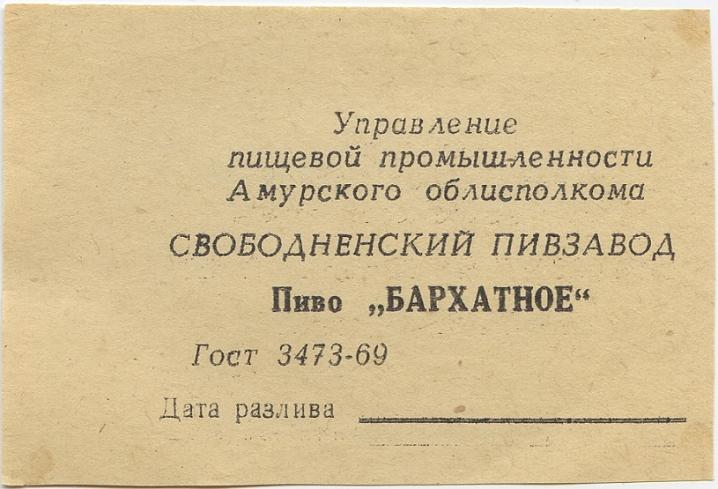 Управление
пищевой промышленности
Амурского облисполкома
СВОБОДНЕНСКИЙ ПИВЗАВОД
Пиво „БАРХАТНОЕ“
Гост 3473-69
Дата разлива